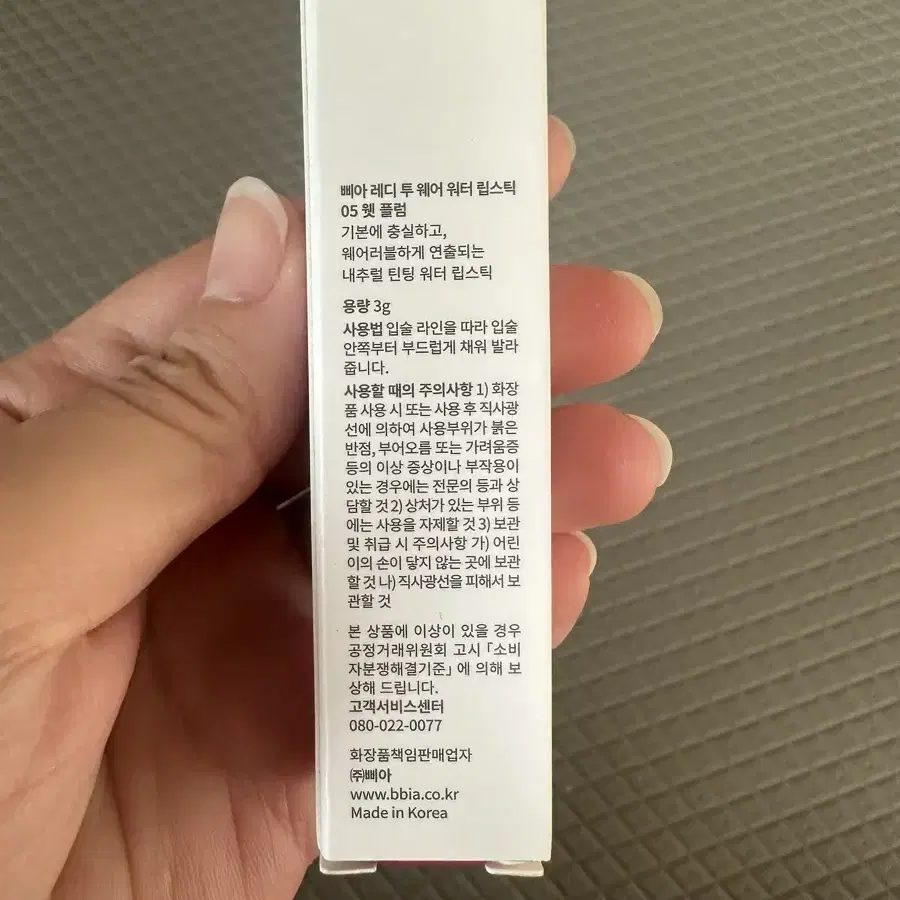 삐아 레디 투 웨어 워터 립스틱
05 웻 플럼
기본에 충실하고,
웨어러블하게 연출되는
내추럴 틴팅 워터 립스틱
용량 3g
사용법 입술 라인을 따라 입술
안쪽부터 부드럽게 채워 발라
줍니다.
사용할 때의 주의사항 1) 화장
품 사용 시 또는 사용 후 직사광
선에 의하여 사용부위가 붉은
반점, 부어오름 또는 가려움증
등의 이상 증상이나 부작용이
있는 경우에는 전문의 등과 상
담할 것 2) 상처가 있는 부위 등
에는 사용을 자제할 것 3) 보관
및 취급 시 주의사항 가) 어린
이의 손이 닿지 않는 곳에 보관
할 것 나) 직사광선을 피해서 보
관할 것
본 상품에 이상이 있을 경우
공정거래위원회 고시 「소비
자분쟁해결기준」 에 의해 보
상해 드립니다.
고객서비스센터
080-022-0077
화장품책임판매업자
㈜삐아
www.bbia.co.kr
Made in Korea